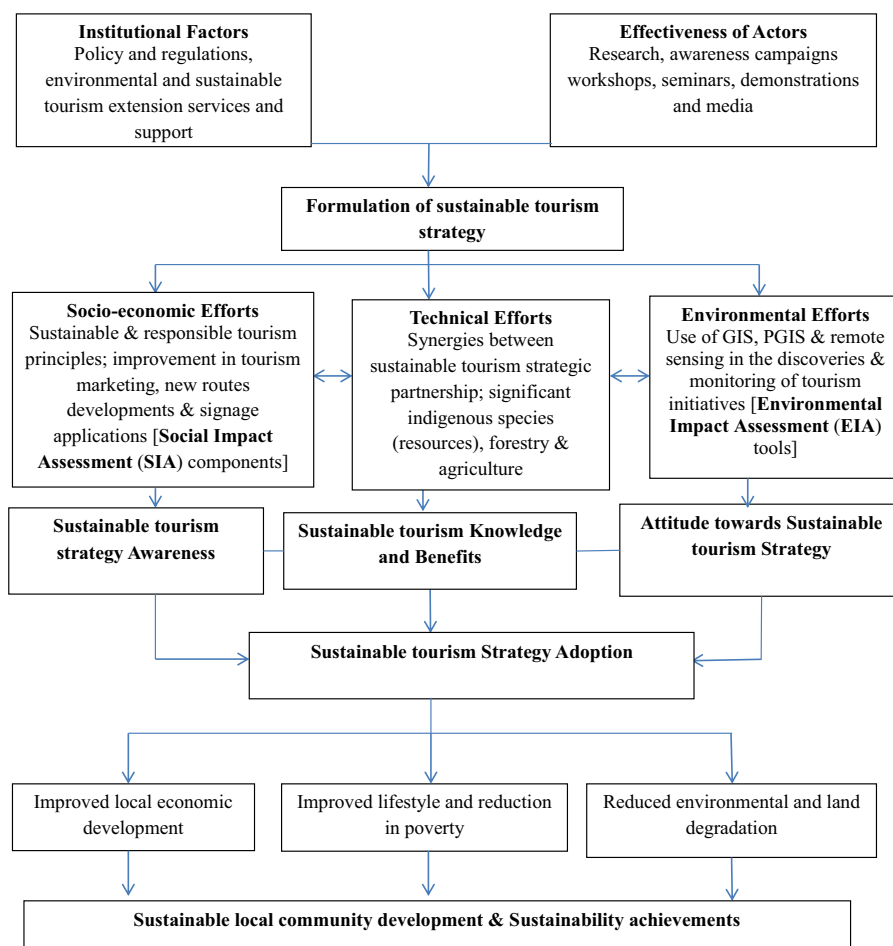 Institutional Factors
Policy and regulations,
environmental and sustainable
tourism extension services and
support
Effectiveness of Actors
Research, awareness campaigns
workshops, seminars, demonstrations
and media
Formulation of sustainable tourism
strategy
Socio-economic Efforts
Sustainable & responsible tourism
principles; improvement in tourism
marketing, new routes
developments & signage
applications [Social Impact
Assessment (SIA) components]
Technical Efforts
Synergies between
sustainable tourism strategic
partnership; significant
indigenous species
(resources), forestry &
agriculture
Environmental Efforts
Use of GIS, PGIS & remote
sensing in the discoveries &
monitoring of tourism
initiatives [Environmental
Impact Assessment (EIA)
tools]
Sustainable tourism
strategy Awareness
Sustainable tourism Knowledge
and Benefits
Attitude towards Sustainable
tourism Strategy
Sustainable tourism Strategy Adoption
Improved local economic
development
Improved lifestyle and reduction
in poverty
Reduced environmental and land
degradation
Sustainable local community development & Sustainability achievements